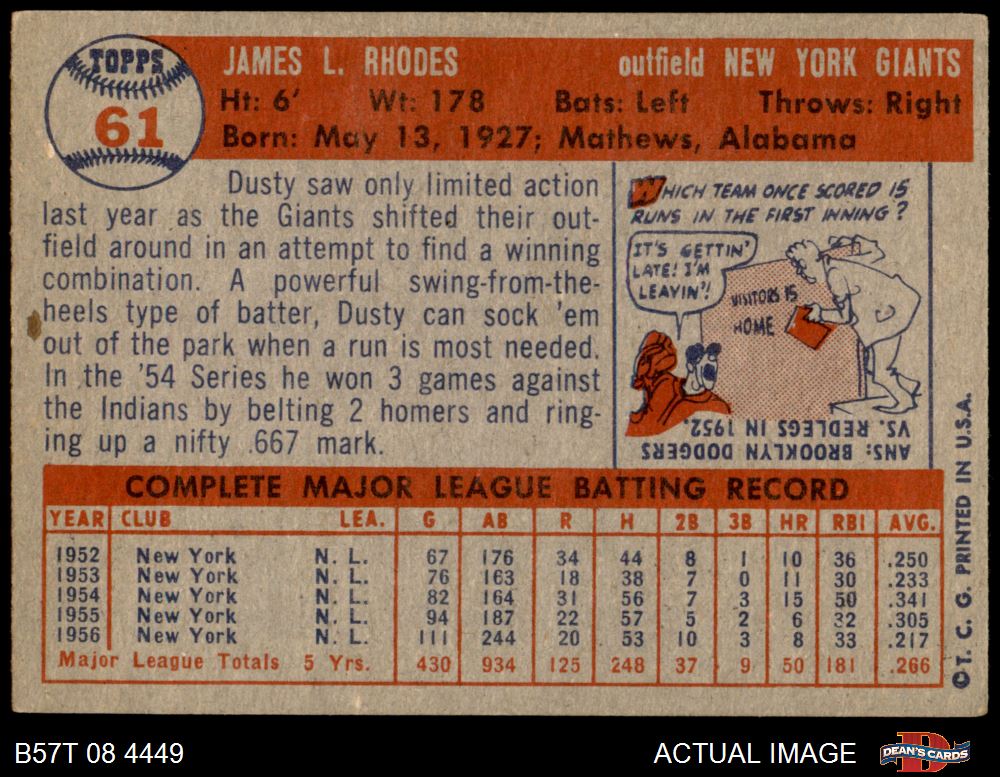 TOPPS
61
JAMES L. RHODES outfield NEW YORK GIANTS
Ht: 6' Wt: 178 Bats: Left Throws: Right
Born: May 13, 1927; Mathews, Alabama
Dusty saw only limited action
last year as the Giants shifted their out-
field around in an attempt to find a winning
combination. A powerful swing-from-the-
heels type of batter, Dusty can sock 'em
out of the park when a run is most needed.
In the '54 Series he won 3 games against
the Indians by belting 2 homers and ring-
ing up a nifty .667 mark.
WHICH TEAM ONCE SCORED 15
RUNS IN THE FIRST INNING?
IT'S GETTIN'
LATE! I'M
LEAVIN'!
VISITORS 15
HOME
ANS: BROOKLYN DODGERS
VS. REDLEGS IN 1952.
COMPLETE MAJOR LEAGUE BATTING RECORD
YEAR CLUB LEA. G AB R H 2B 3B HR RBI AVG.
1952 New York N. L. 67 176 34 44 8 1 10 36 .250
1953 New York N. L. 76 163 18 38 7 0 11 30 .233
1954 New York N. L. 82 164 31 56 7 3 15 50 .341
1955 New York N. L. 94 187 22 57 5 2 6 32 .305
1956 New York N. L. 111 244 20 53 10 3 8 33 .217
Major League Totals 5 Yrs. 430 934 125 248 37 9 50 181 .266
©T. C. G. PRINTED IN U.S.A.
B57T 08 4449 ACTUAL IMAGE DEAN'S CARDS